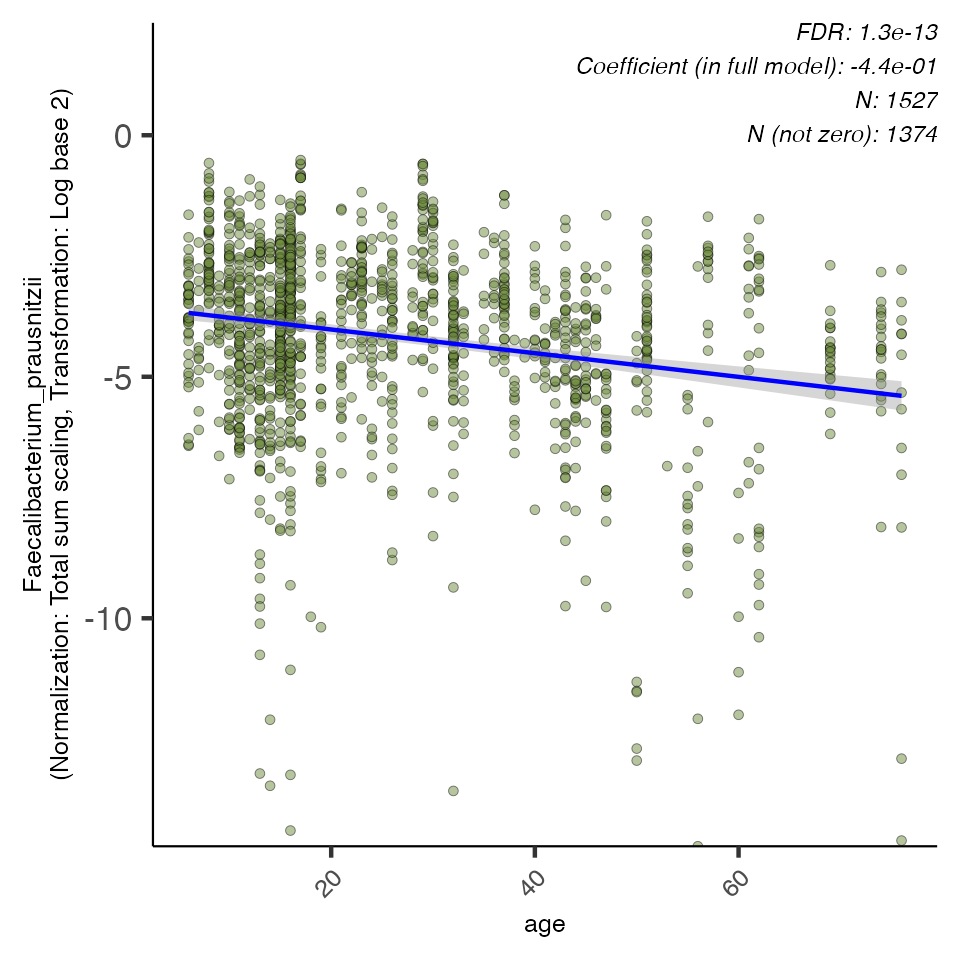 FDR: 1.3e-13
Coefficient (in full model): -4.4e-01
N: 1527
N (not zero): 1374
Faecalibacterium_prausnitzii
(Normalization: Total sum scaling, Transformation: Log base 2)
0
-5
-10
20
40
60
age